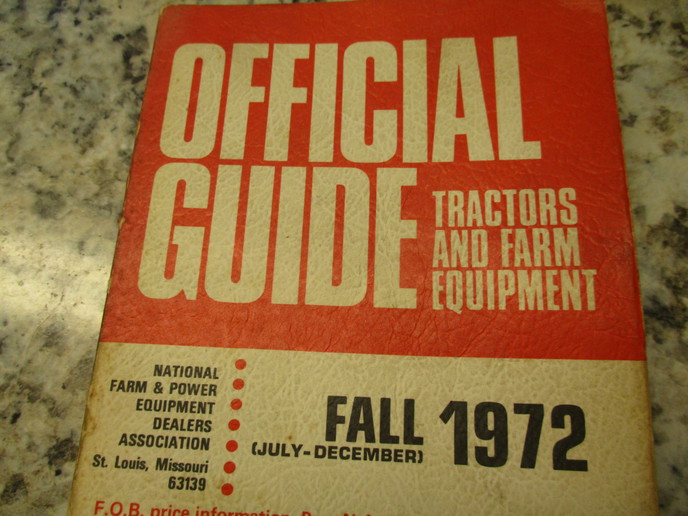 OFFICIAL
GUIDE
TRACTORS
AND FARM
EQUIPMENT
NATIONAL
FARM & POWER
EQUIPMENT
DEALERS
ASSOCIATION
St. Louis, Missouri
63139
FALL 1972
(JULY-DECEMBER)
F.O.B. price information.